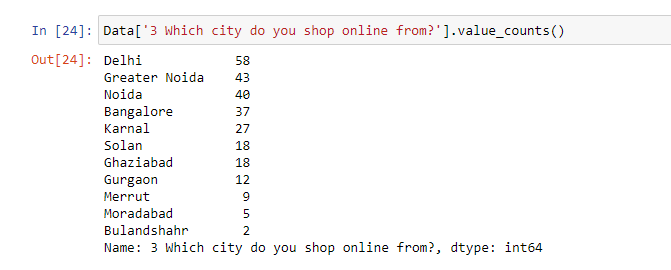 In [24]: Data['3 Which city do you shop online from?'].value_counts()
Out[24]: Delhi 58
Greater Noida 43
Noida 40
Bangalore 37
Karnal 27
Solan 18
Ghaziabad 18
Gurgaon 12
Merrut 9
Moradabad 5
Bulandshahr 2
Name: 3 Which city do you shop online from?, dtype: int64